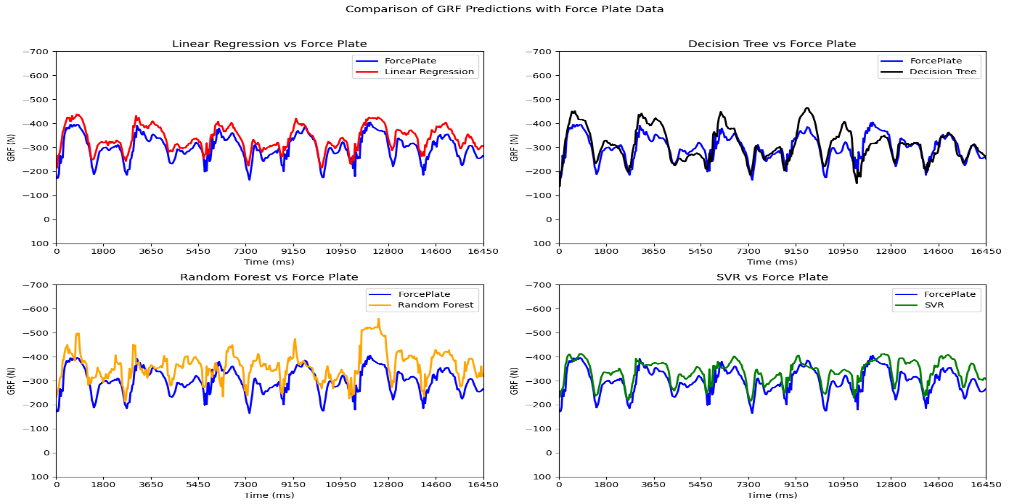 Comparison of GRF Predictions with Force Plate Data
Linear Regression vs Force Plate
−700
−600
−500
−400
−300
−200
−100
0
100
GRF (N)
ForcePlate
Linear Regression
0 1800 3650 5450 7300 9150 10950 12800 14600 16450
Time (ms)
Decision Tree vs Force Plate
−700
−600
−500
−400
−300
−200
−100
0
100
GRF (N)
ForcePlate
Decision Tree
0 1800 3650 5450 7300 9150 10950 12800 14600 16450
Time (ms)
Random Forest vs Force Plate
−700
−600
−500
−400
−300
−200
−100
0
100
GRF (N)
ForcePlate
Random Forest
0 1800 3650 5450 7300 9150 10950 12800 14600 16450
Time (ms)
SVR vs Force Plate
−700
−600
−500
−400
−300
−200
−100
0
100
GRF (N)
ForcePlate
SVR
0 1800 3650 5450 7300 9150 10950 12800 14600 16450
Time (ms)